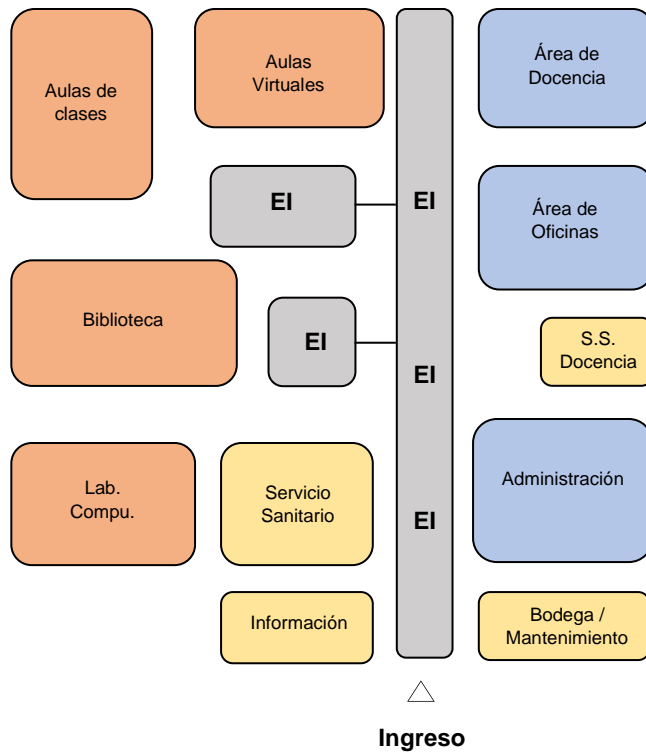 Aulas de
clases
Aulas
Virtuales
Área de
Docencia
EI
EI
Área de
Oficinas
Biblioteca
EI
EI
S.S.
Docencia
Lab.
Compu.
Servicio
Sanitario
EI
Administración
Información
Bodega /
Mantenimiento
Ingreso